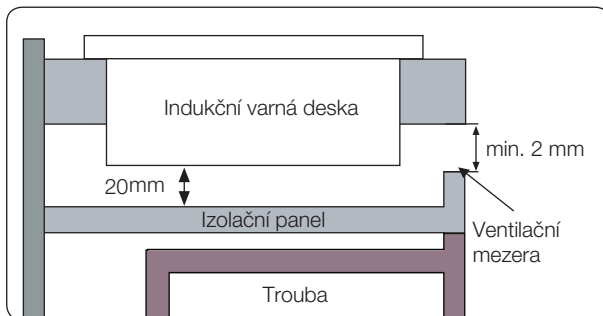 Indukční varná deska
min. 2 mm
20mm
Izolační panel
Ventilační
mezera
Trouba